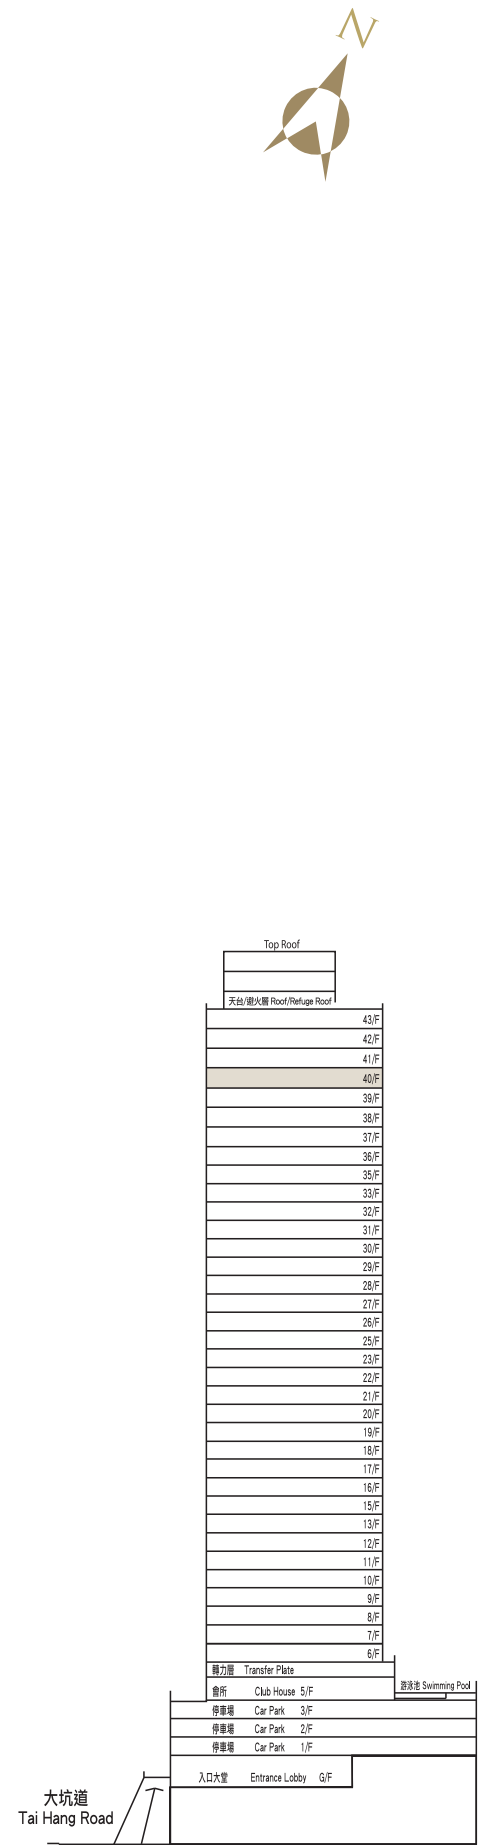 N
Top Roof
天台/避火層 Roof/Refuge Roof
43/F
42/F
41/F
40/F
39/F
38/F
37/F
36/F
35/F
33/F
32/F
31/F
30/F
29/F
28/F
27/F
26/F
25/F
23/F
22/F
21/F
20/F
19/F
18/F
17/F
16/F
15/F
13/F
12/F
11/F
10/F
9/F
8/F
7/F
6/F
轉力層 Transfer Plate
游泳池 Swimming Pool
會所 Club House 5/F
停車場 Car Park 3/F
停車場 Car Park 2/F
停車場 Car Park 1/F
入口大堂 Entrance Lobby G/F
大坑道
Tai Hang Road